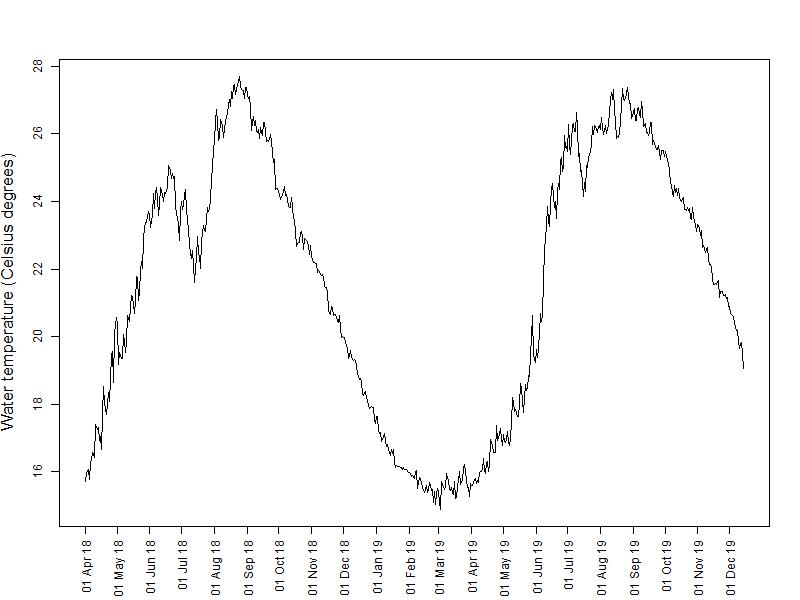 Water temperature (Celsius degrees)
28
26
24
22
20
18
16
01 Apr 18
01 May 18
01 Jun 18
01 Jul 18
01 Aug 18
01 Sep 18
01 Oct 18
01 Nov 18
01 Dec 18
01 Jan 19
01 Feb 19
01 Mar 19
01 Apr 19
01 May 19
01 Jun 19
01 Jul 19
01 Aug 19
01 Sep 19
01 Oct 19
01 Nov 19
01 Dec 19